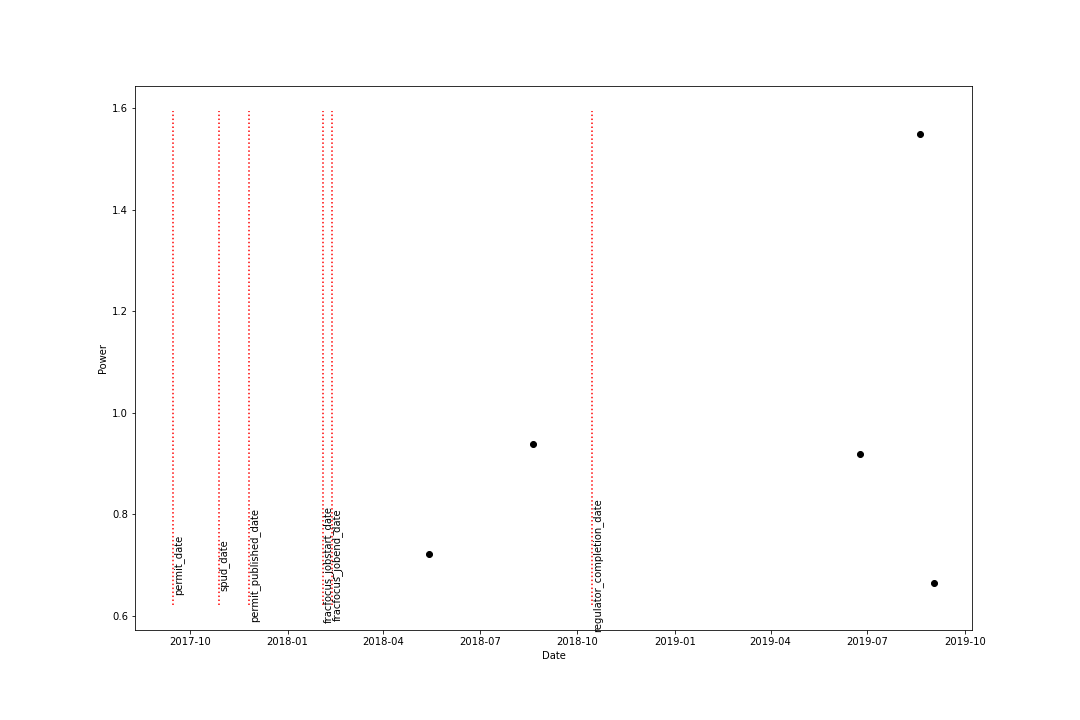 1.6
1.4
1.2
1.0
0.8
0.6
Power
permit_date
spud_date
permit_published_date
fracfocus_jobstart_date
fracfocus_jobend_date
regulator_completion_date
2017-10
2018-01
2018-04
2018-07
2018-10
2019-01
2019-04
2019-07
2019-10
Date